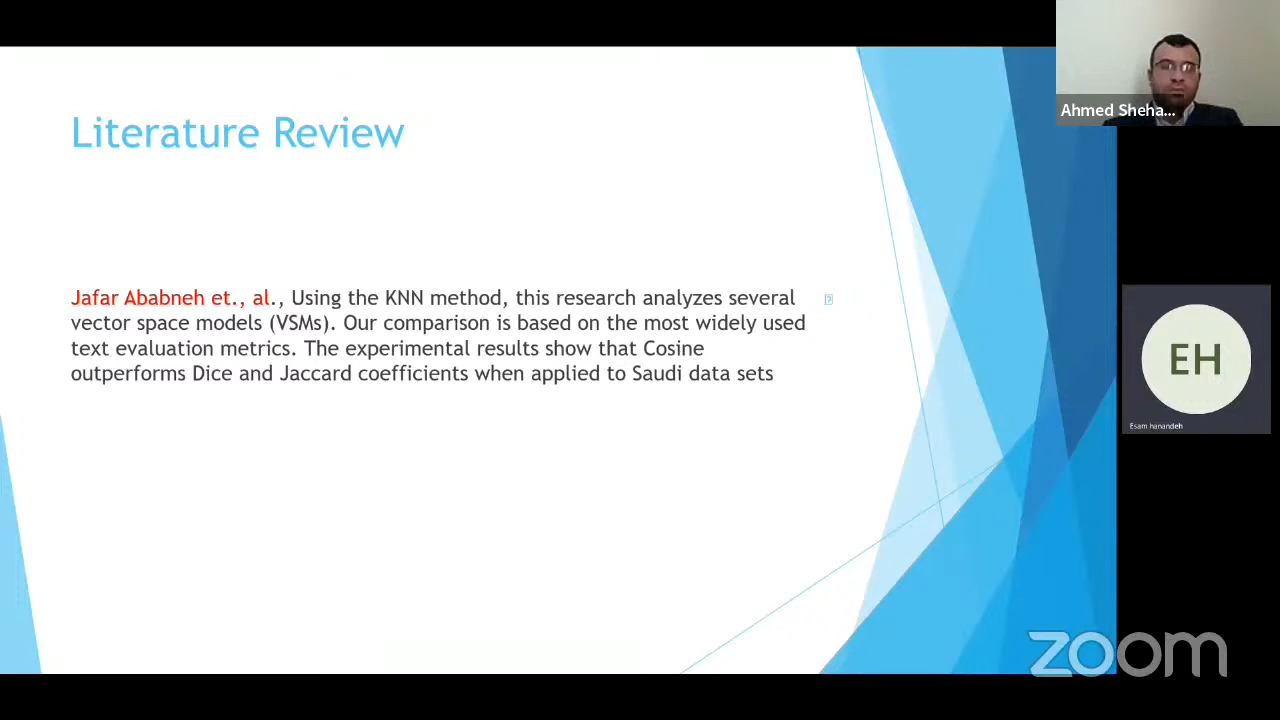 Literature Review
Jafar Ababneh et., al., Using the KNN method, this research analyzes several
vector space models (VSMs). Our comparison is based on the most widely used
text evaluation metrics. The experimental results show that Cosine
outperforms Dice and Jaccard coefficients when applied to Saudi data sets
Ahmed Sheha...
EH
Esam hanandeh
zoom